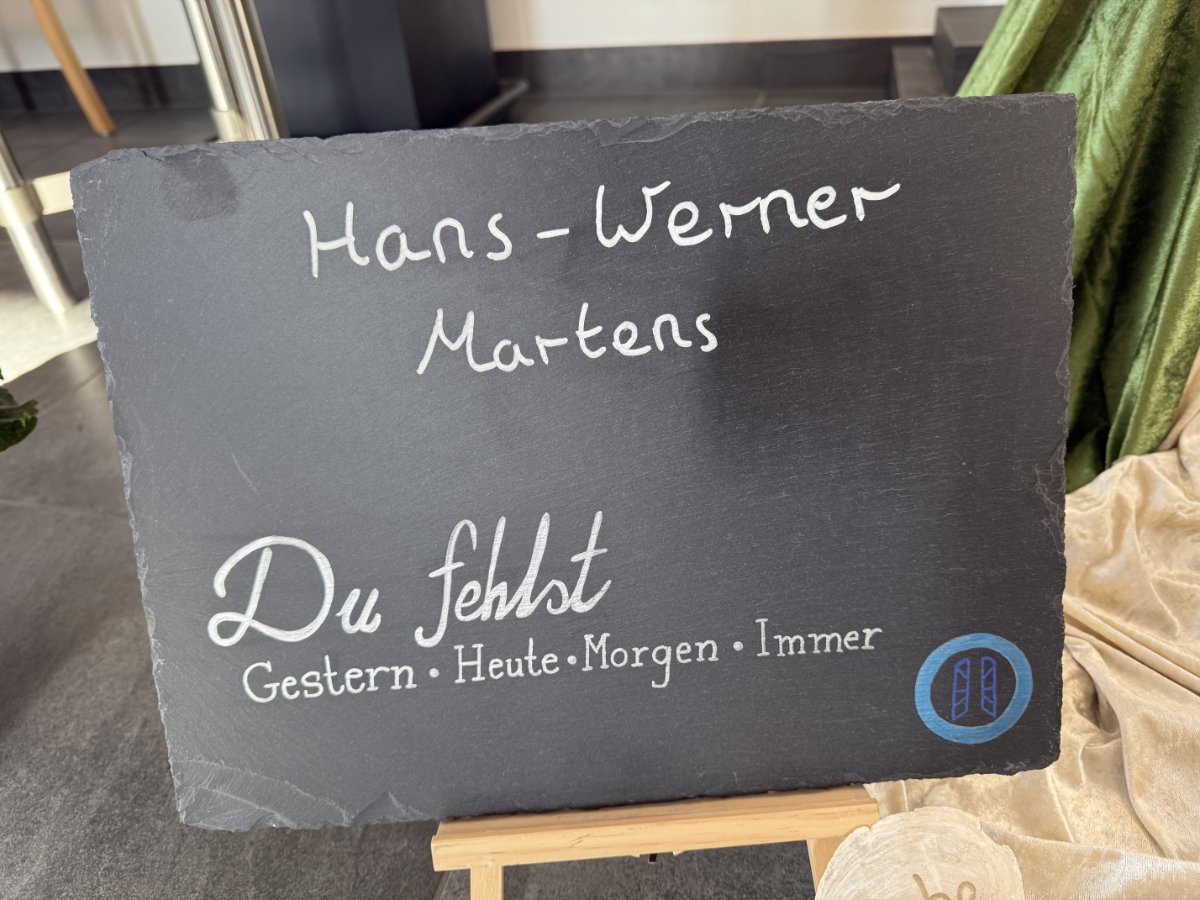 Hans-Werner
Martens
Du fehlst
Gestern • Heute • Morgen • Immer